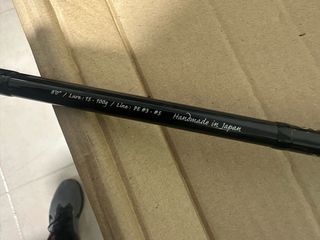 8'0" / Lure : 15 - 100g / Line : PE #3 - #5 Handmade in Japan